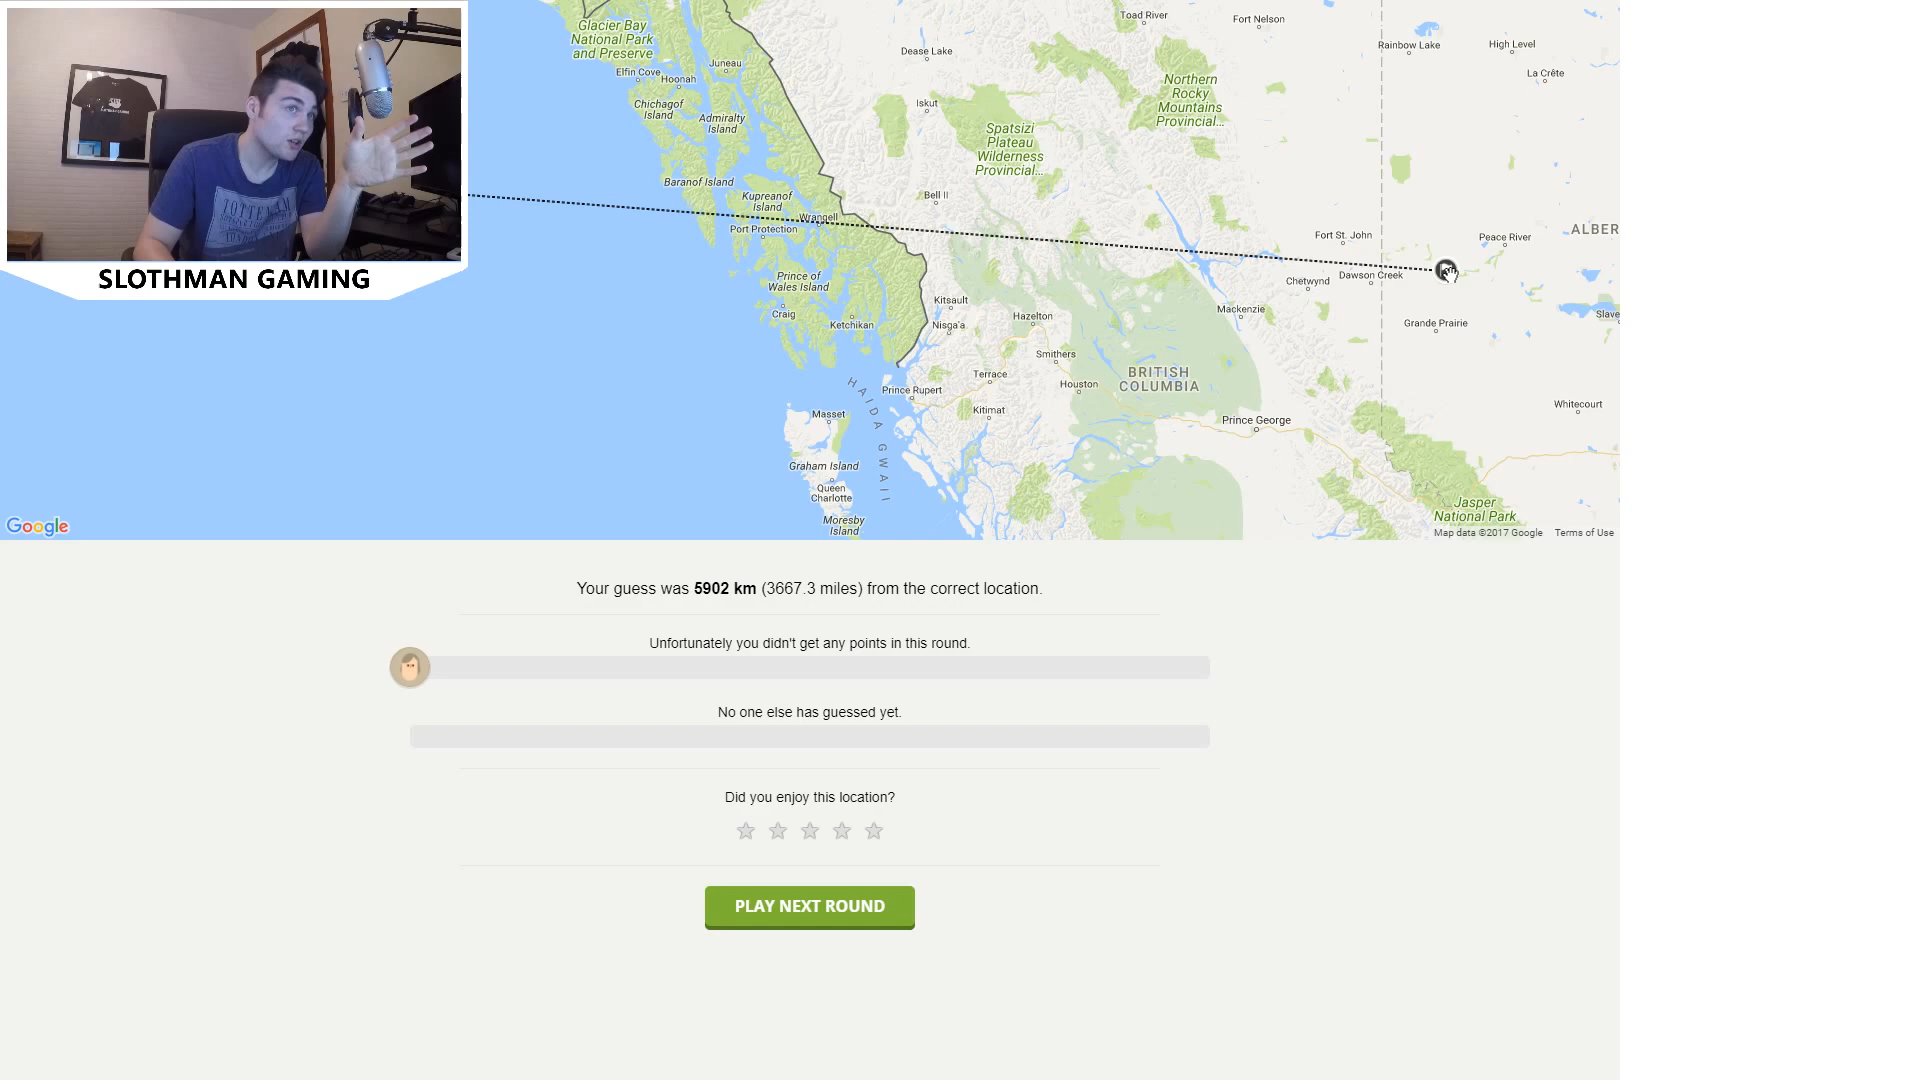 Glacier Bay
National Park
and Preserve
Elfin Cove
Hoonah
Juneau
Chichagof
Island
Admiralty
Island
Baranof Island
Kupreanof
Island
Wrangell
Port Protection
Prince of
Wales Island
Craig
Ketchikan
Dease Lake
Iskut
Spatsizi
Plateau
Wilderness
Provincial...
Bell II
Toad River
Fort Nelson
Northern
Rocky
Mountains
Provincial...
Rainbow Lake
High Level
La Crête
Fort St. John
Peace River
ALBER
Chetwynd
Dawson Creek
Mackenzie
Grande Prairie
Slave
Kitsault
Nisga'a
Hazelton
Smithers
Terrace
Houston
BRITISH
COLUMBIA
Prince Rupert
Kitimat
Prince George
Whitecourt
Masset
HAIDA GWAII
Graham Island
Queen
Charlotte
Moresby
Island
Jasper
National Park
SLOTHMAN GAMING
Google
Map data ©2017 Google
Terms of Use
Your guess was 5902 km (3667.3 miles) from the correct location.
Unfortunately you didn't get any points in this round.
No one else has guessed yet.
Did you enjoy this location?
PLAY NEXT ROUND